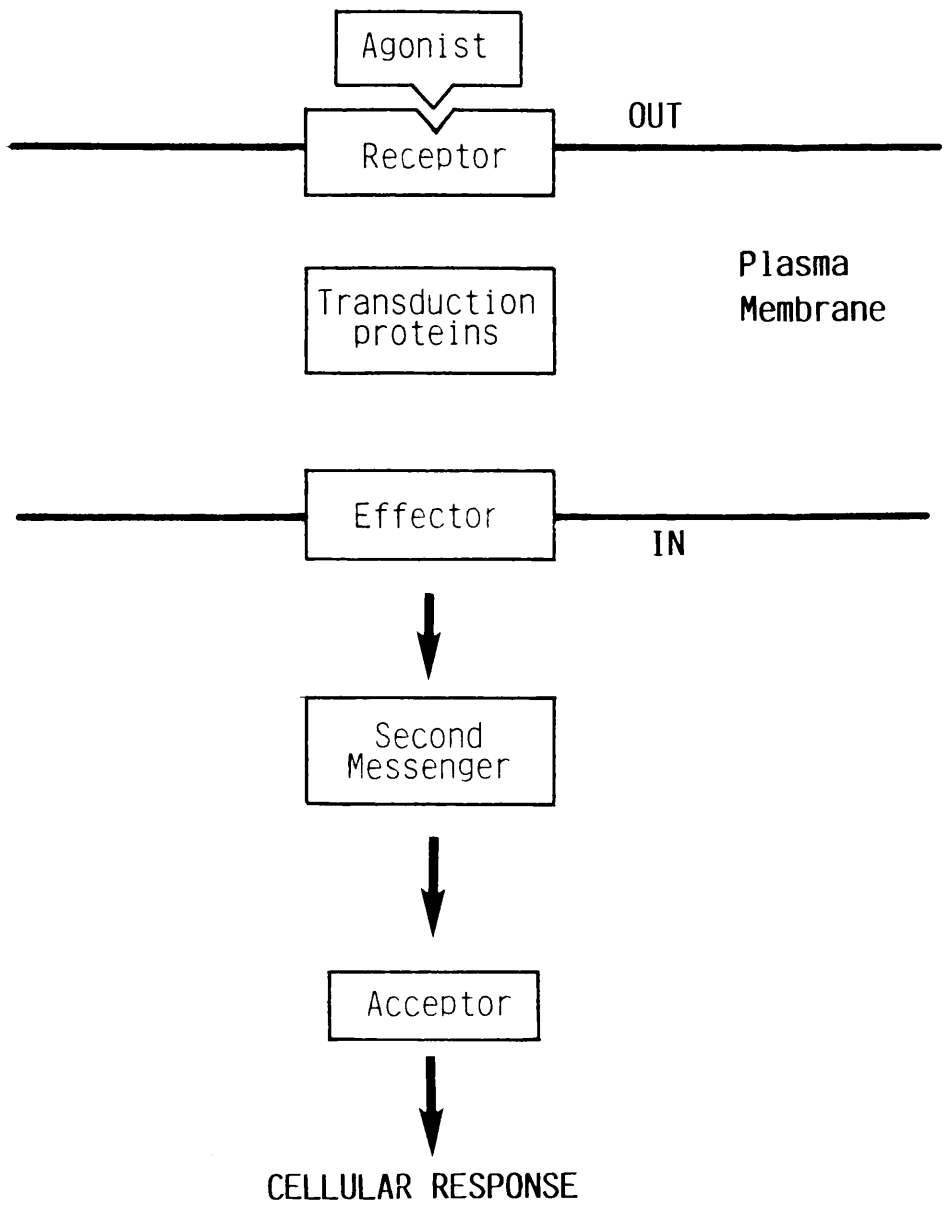 Agonist
OUT
Receptor
Plasma
Membrane
Transduction
proteins
Effector
IN
Second
Messenger
Acceptor
CELLULAR RESPONSE